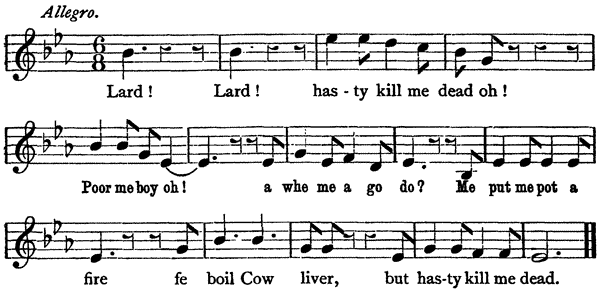 Allegro.
6
8
f
Lard! Lard! has-ty kill me dead oh!
Poor me boy oh! a whe me a go do? Me put me pot a
fire fe boil Cow liver, but has-ty kill me dead.